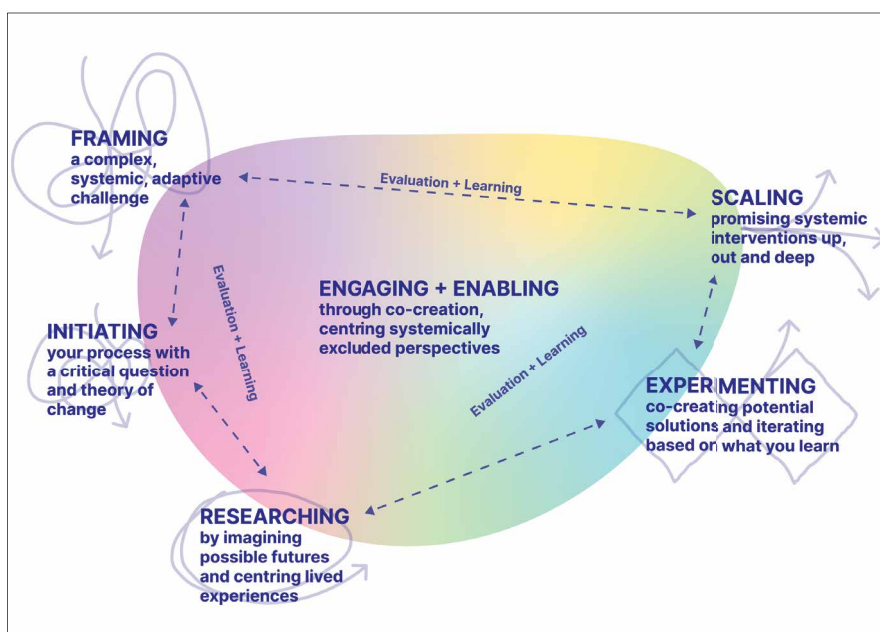 FRAMING
a complex,
systemic, adaptive
challenge
Evaluation + Learning
SCALING
promising systemic
interventions up,
out and deep
ENGAGING + ENABLING
through co-creation,
centring systemically
excluded perspectives
Evaluation + Learning
INITIATING
your process with
a critical question
and theory of
change
Evaluation + Learning
EXPERIMENTING
co-creating potential
solutions and iterating
based on what you learn
RESEARCHING
by imagining
possible futures
and centring lived
experiences